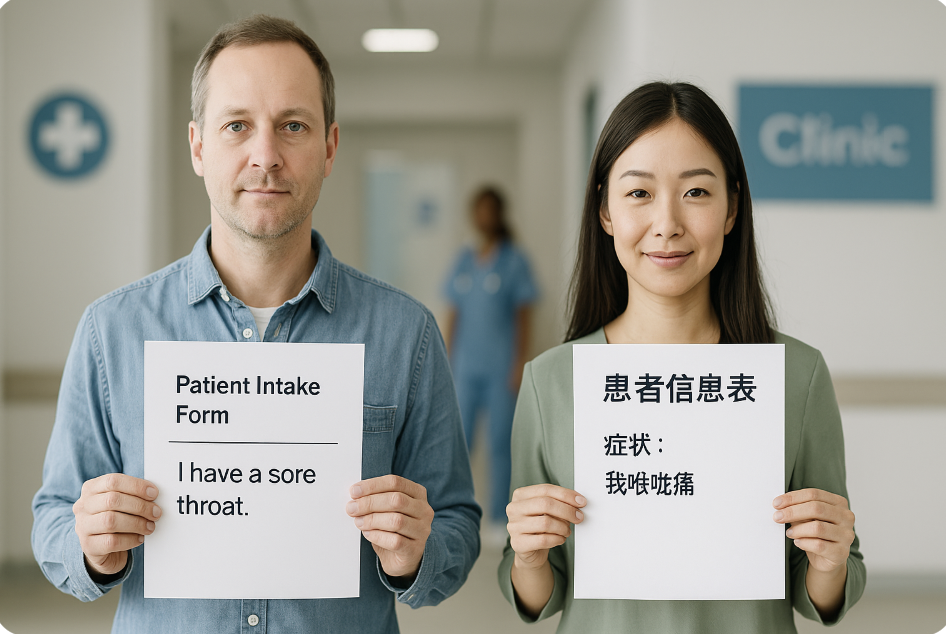 Clinic
Patient Intake
Form
I have a sore
throat.
患者信息表
症状：
我喉咙痛